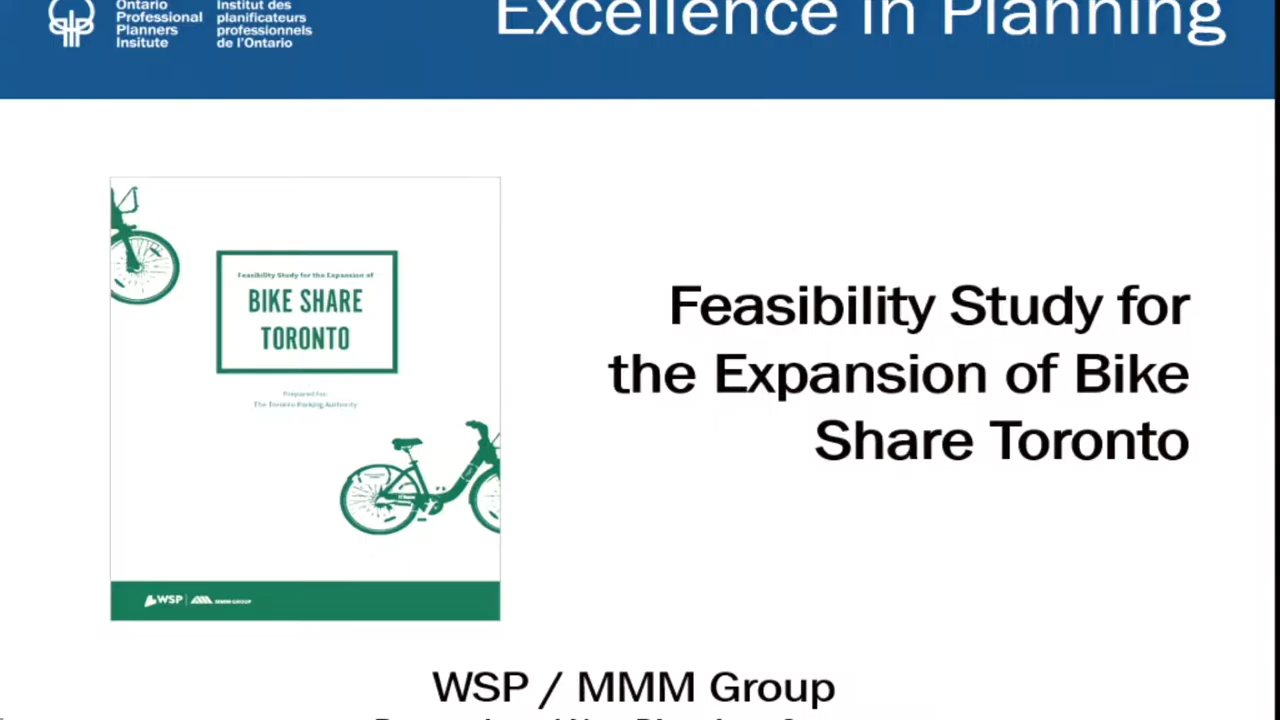 Ontario
Professional
Planners
Insitute
Institut des
planificateurs
professionnels
de l'Ontario
Excellence in Planning
Feasibility Study for the Expansion of
BIKE SHARE
TORONTO
Prepared for:
The Toronto Parking Authority
WSP
MMM GROUP
Feasibility Study for
the Expansion of Bike
Share Toronto
WSP / MMM Group